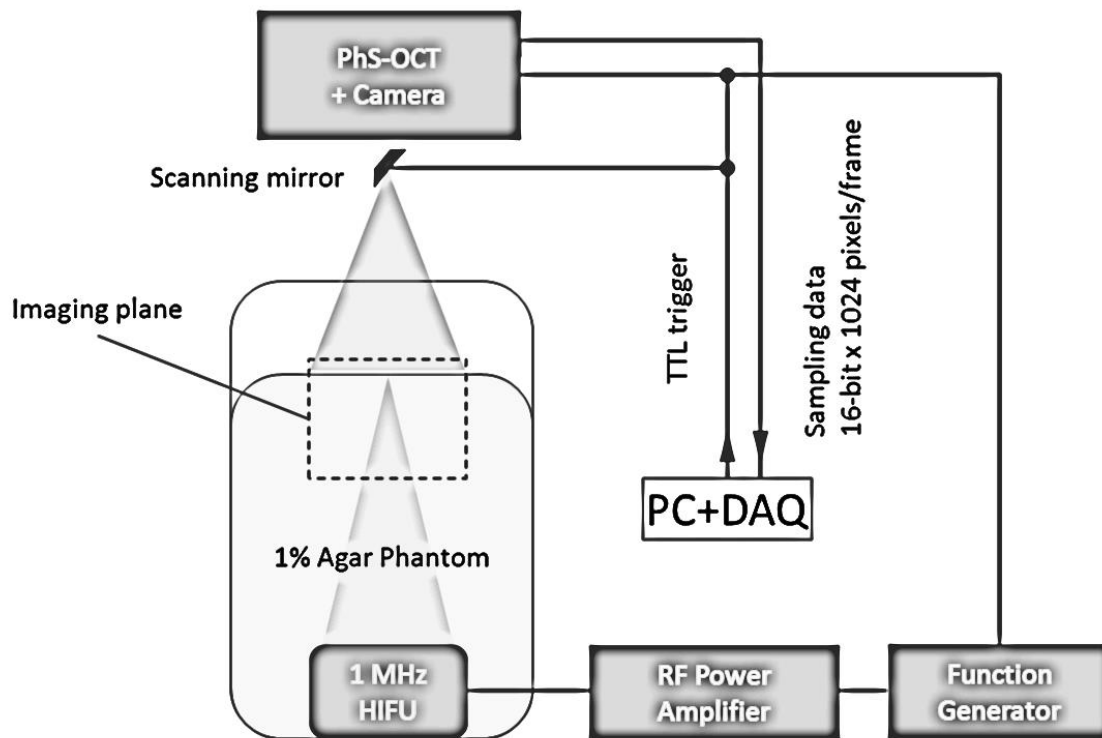 PhS-OCT
+ Camera
Scanning mirror
Imaging plane
TTL trigger
Sampling data
16-bit x 1024 pixels/frame
PC+DAQ
1% Agar Phantom
1 MHz
HIFU
RF Power
Amplifier
Function
Generator